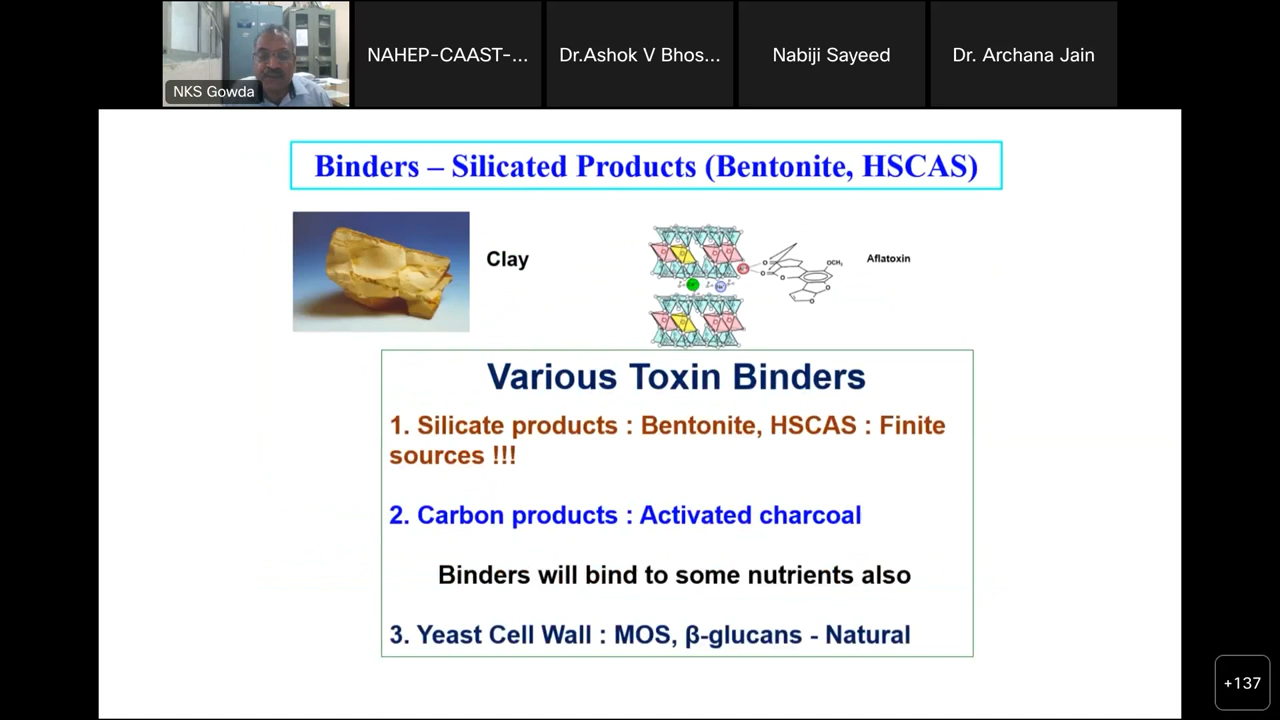 NAHEP-CAAST-...
Dr.Ashok V Bhos...
Nabiji Sayeed
Dr. Archana Jain
NKS Gowda
Binders – Silicated Products (Bentonite, HSCAS)
Clay
OCH₃
Aflatoxin
Various Toxin Binders
1. Silicate products : Bentonite, HSCAS : Finite
sources !!!
2. Carbon products : Activated charcoal
Binders will bind to some nutrients also
3. Yeast Cell Wall : MOS, β-glucans - Natural
+137